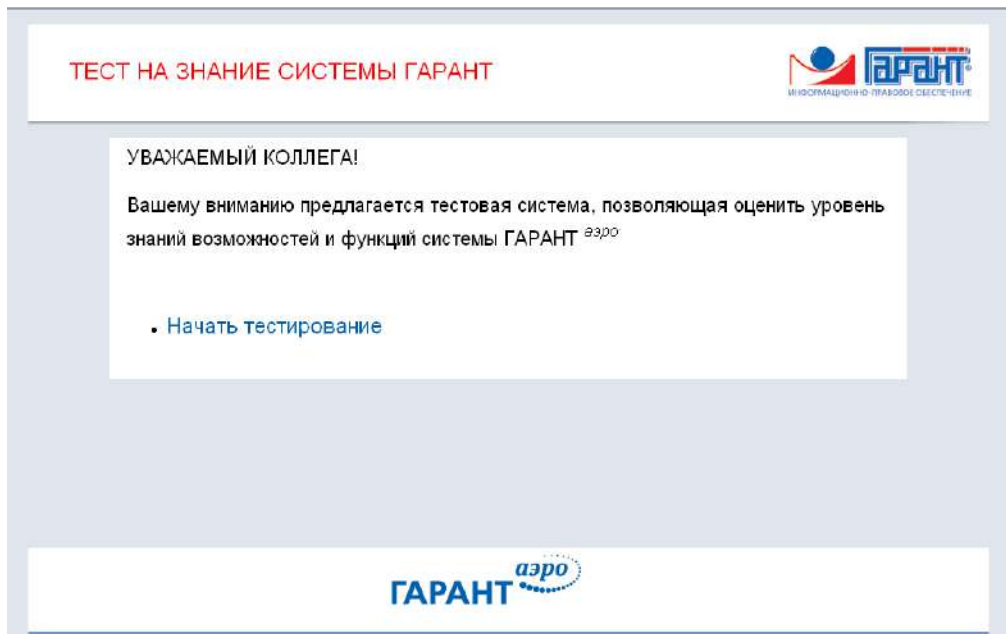 ТЕСТ НА ЗНАНИЕ СИСТЕМЫ ГАРАНТ
ГАРАНТ
ИНФОРМАЦИОННО-ПРАВОВОЕ ОБЕСПЕЧЕНИЕ
УВАЖАЕМЫЙ КОЛЛЕГА!
Вашему вниманию предлагается тестовая система, позволяющая оценить уровень
знаний возможностей и функций системы ГАРАНТ аэро
• Начать тестирование
ГАРАНТ аэро